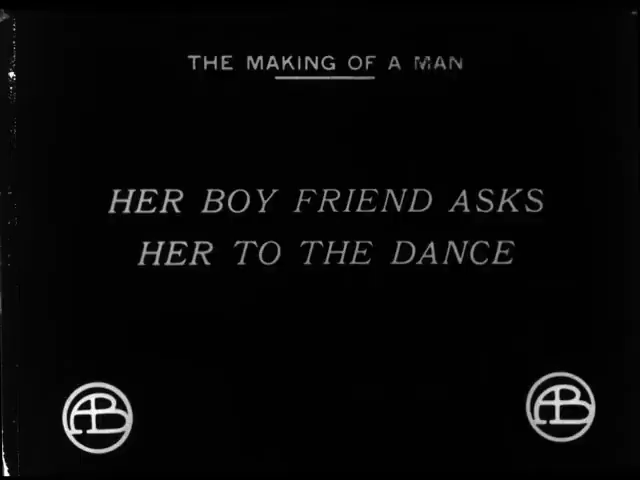 THE MAKING OF A MAN
HER BOY FRIEND ASKS
HER TO THE DANCE
AB
AB